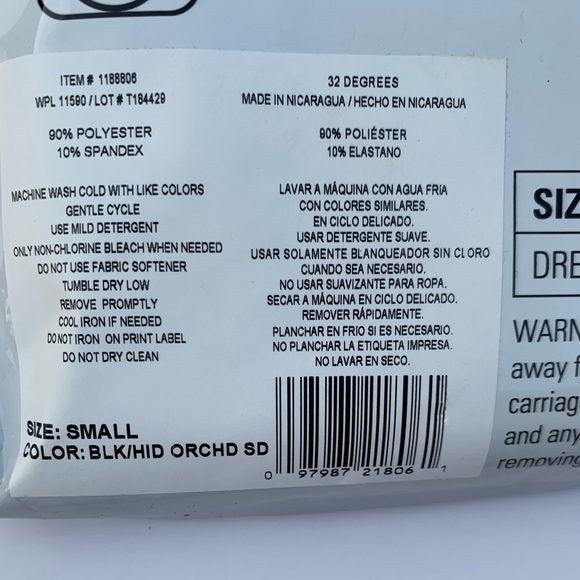 ITEM # 1188806
WPL 11590 / LOT # T184429
90% POLYESTER
10% SPANDEX
MACHINE WASH COLD WITH LIKE COLORS
GENTLE CYCLE
USE MILD DETERGENT
ONLY NON-CHLORINE BLEACH WHEN NEEDED
DO NOT USE FABRIC SOFTENER
TUMBLE DRY LOW
REMOVE PROMPTLY
COOL IRON IF NEEDED
DO NOT IRON ON PRINT LABEL
DO NOT DRY CLEAN
SIZE: SMALL
COLOR: BLK/HID ORCHD SD
32 DEGREES
MADE IN NICARAGUA / HECHO EN NICARAGUA
90% POLIÉSTER
10% ELASTANO
LAVAR A MÁQUINA CON AGUA FRÍA
CON COLORES SIMILARES.
EN CICLO DELICADO.
USAR DETERGENTE SUAVE.
USAR SOLAMENTE BLANQUEADOR SIN CLORO
CUANDO SEA NECESARIO.
NO USAR SUAVIZANTE PARA ROPA.
SECAR A MÁQUINA EN CICLO DELICADO.
REMOVER RÁPIDAMENTE.
PLANCHAR EN FRIO SI ES NECESARIO.
NO PLANCHAR LA ETIQUETA IMPRESA.
NO LAVAR EN SECO.
0 97987 21806 1
SIZ
DRE
WARN
away f
carriag
and any
removing